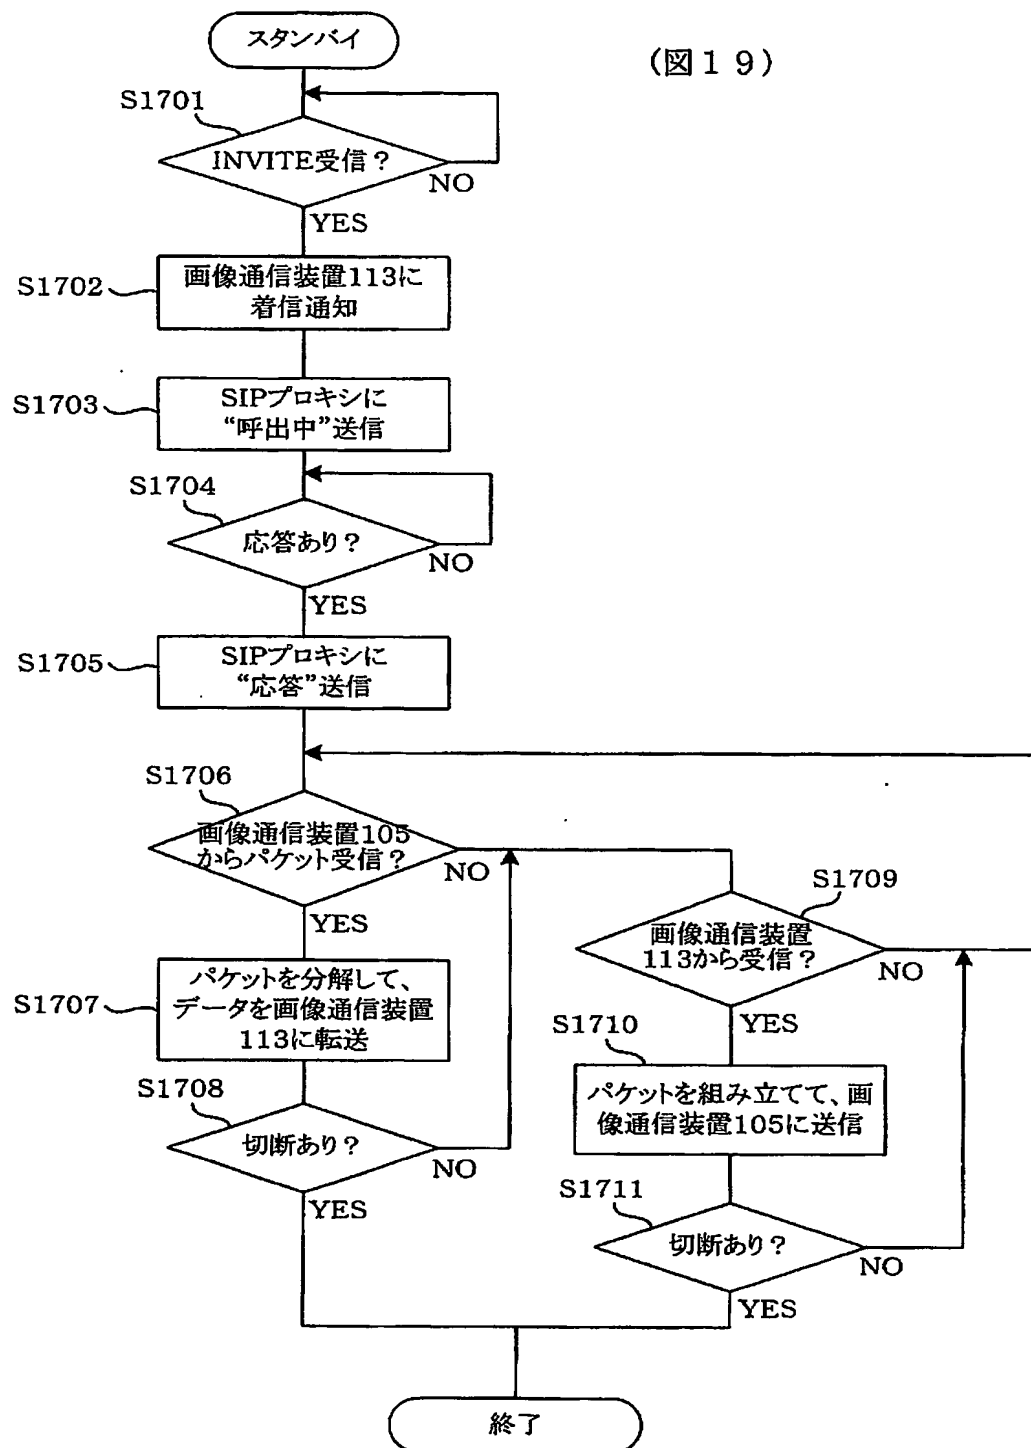 スタンバイ
(図19)
S1701
INVITE受信?
NO
YES
S1702
画像通信装置113に
着信通知
S1703
SIPプロキシに
“呼出中”送信
S1704
応答あり?
NO
YES
S1705
SIPプロキシに
“応答”送信
S1706
画像通信装置105
からパケット受信?
NO
YES
S1707
パケットを分解して、
データを画像通信装置
113に転送
S1708
切断あり?
NO
YES
S1709
画像通信装置
113から受信?
NO
YES
S1710
パケットを組み立てて、画
像通信装置105に送信
S1711
切断あり?
NO
YES
終了